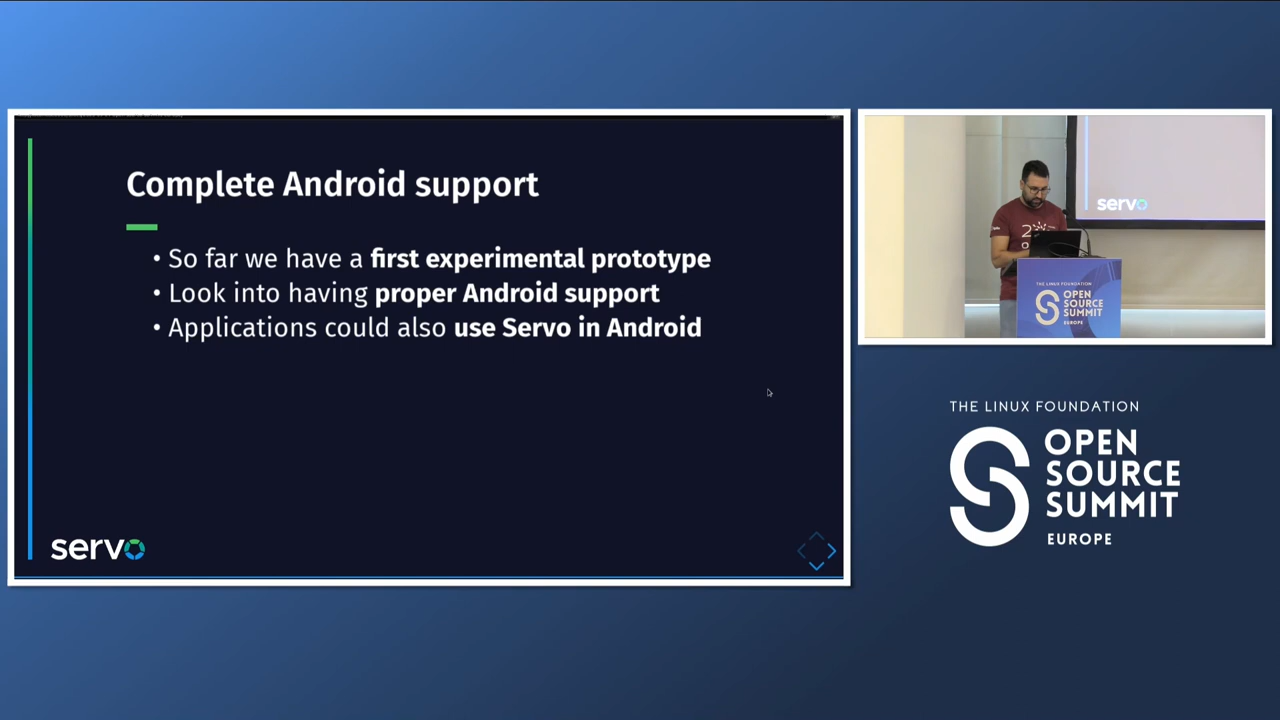 Complete Android support
• So far we have a first experimental prototype
• Look into having proper Android support
• Applications could also use Servo in Android
servo
servo
THE LINUX FOUNDATION
OPEN
SOURCE
SUMMIT
EUROPE
THE LINUX FOUNDATION
OPEN
SOURCE
SUMMIT
EUROPE